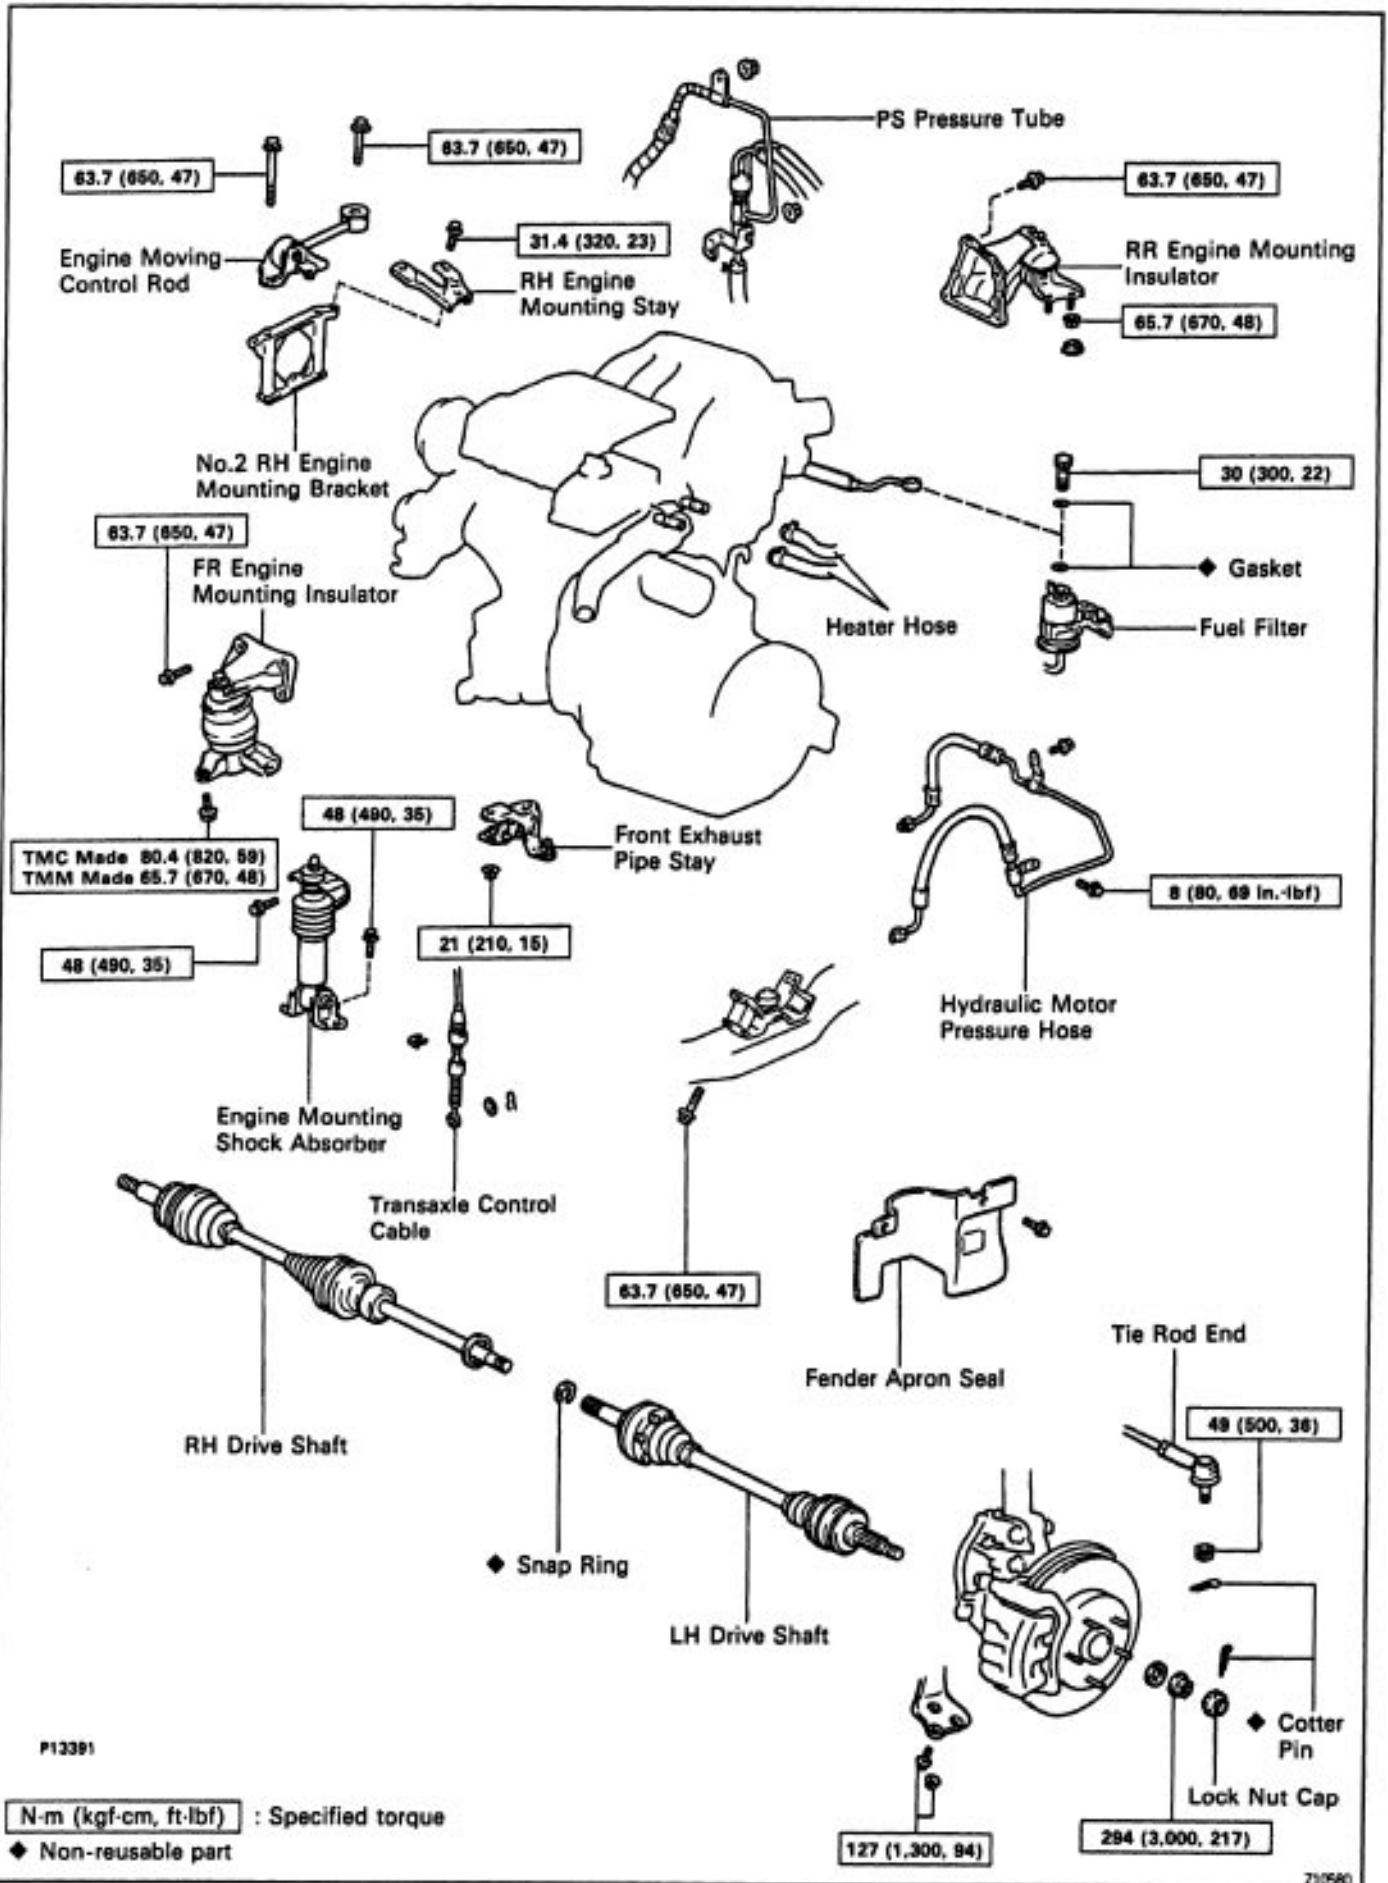 PS Pressure Tube
63.7 (650, 47)
63.7 (650, 47)
63.7 (650, 47)
31.4 (320, 23)
Engine Moving
Control Rod
RH Engine
Mounting Stay
RR Engine Mounting
Insulator
65.7 (670, 48)
No.2 RH Engine
Mounting Bracket
30 (300, 22)
63.7 (650, 47)
FR Engine
Mounting Insulator
◆ Gasket
Heater Hose
Fuel Filter
48 (490, 35)
Front Exhaust
Pipe Stay
TMC Made 80.4 (820, 59)
TMM Made 65.7 (670, 48)
8 (80, 69 in.-lbf)
21 (210, 15)
48 (490, 35)
Hydraulic Motor
Pressure Hose
Engine Mounting
Shock Absorber
Transaxle Control
Cable
63.7 (650, 47)
Fender Apron Seal
Tie Rod End
49 (500, 36)
RH Drive Shaft
◆ Snap Ring
LH Drive Shaft
◆ Cotter
Pin
Lock Nut Cap
294 (3,000, 217)
127 (1,300, 94)
P13391
N·m (kgf·cm, ft·lbf) : Specified torque
◆ Non-reusable part
Z10580